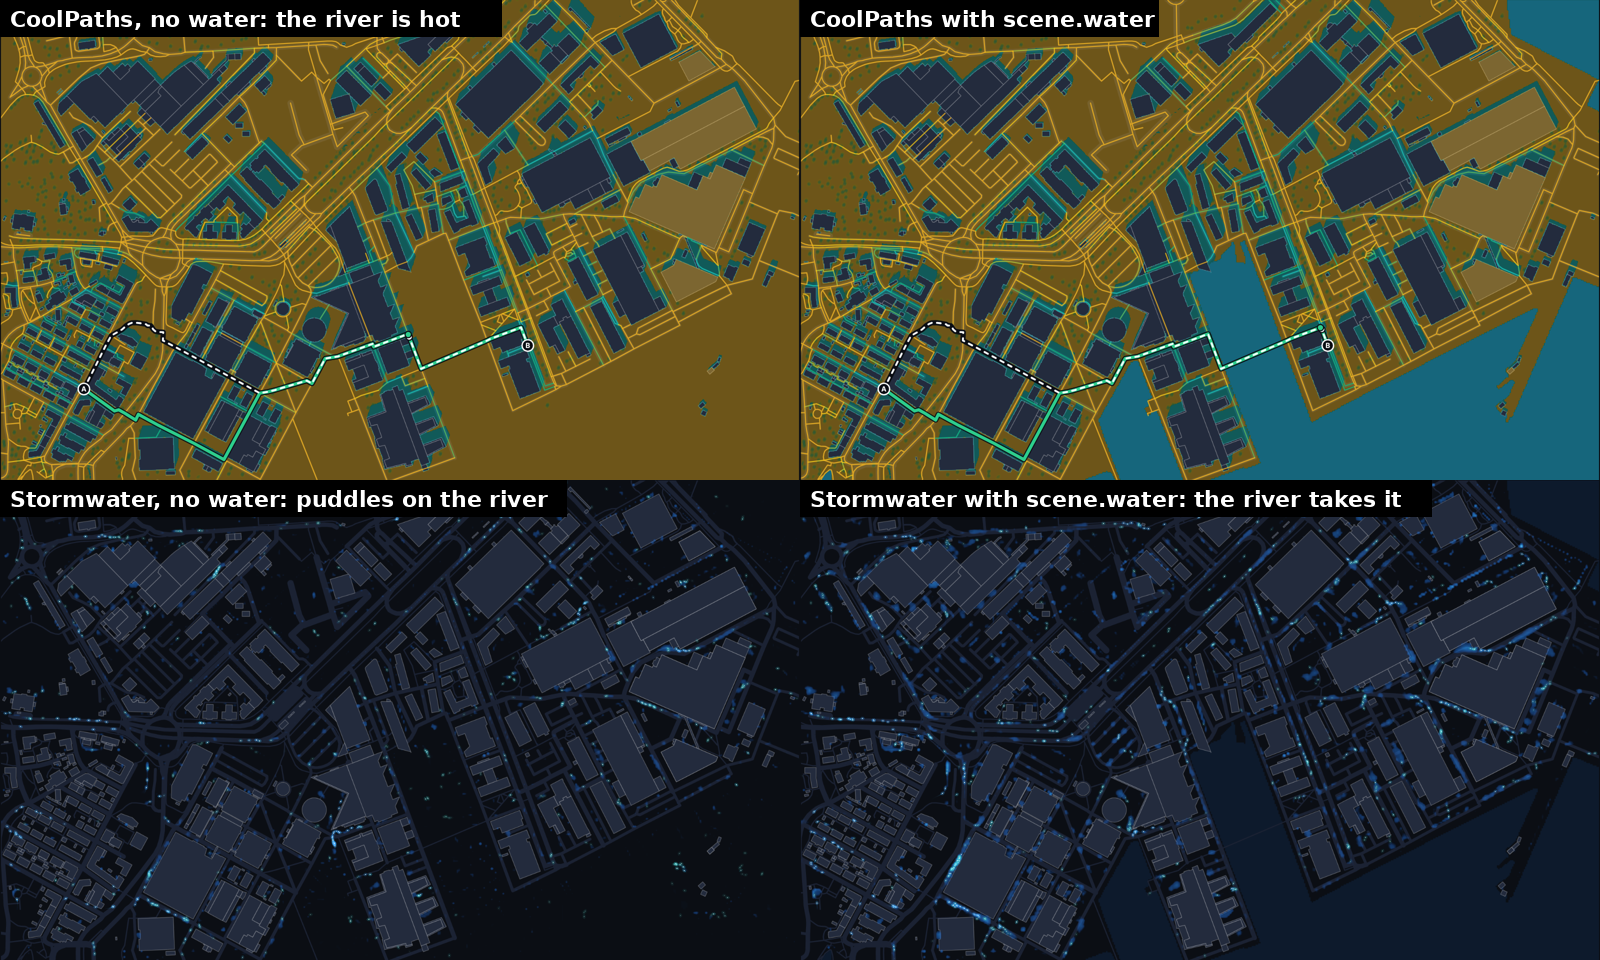 CoolPaths, no water: the river is hot
CoolPaths with scene.water
A
B
A
B
Stormwater, no water: puddles on the river
Stormwater with scene.water: the river takes it